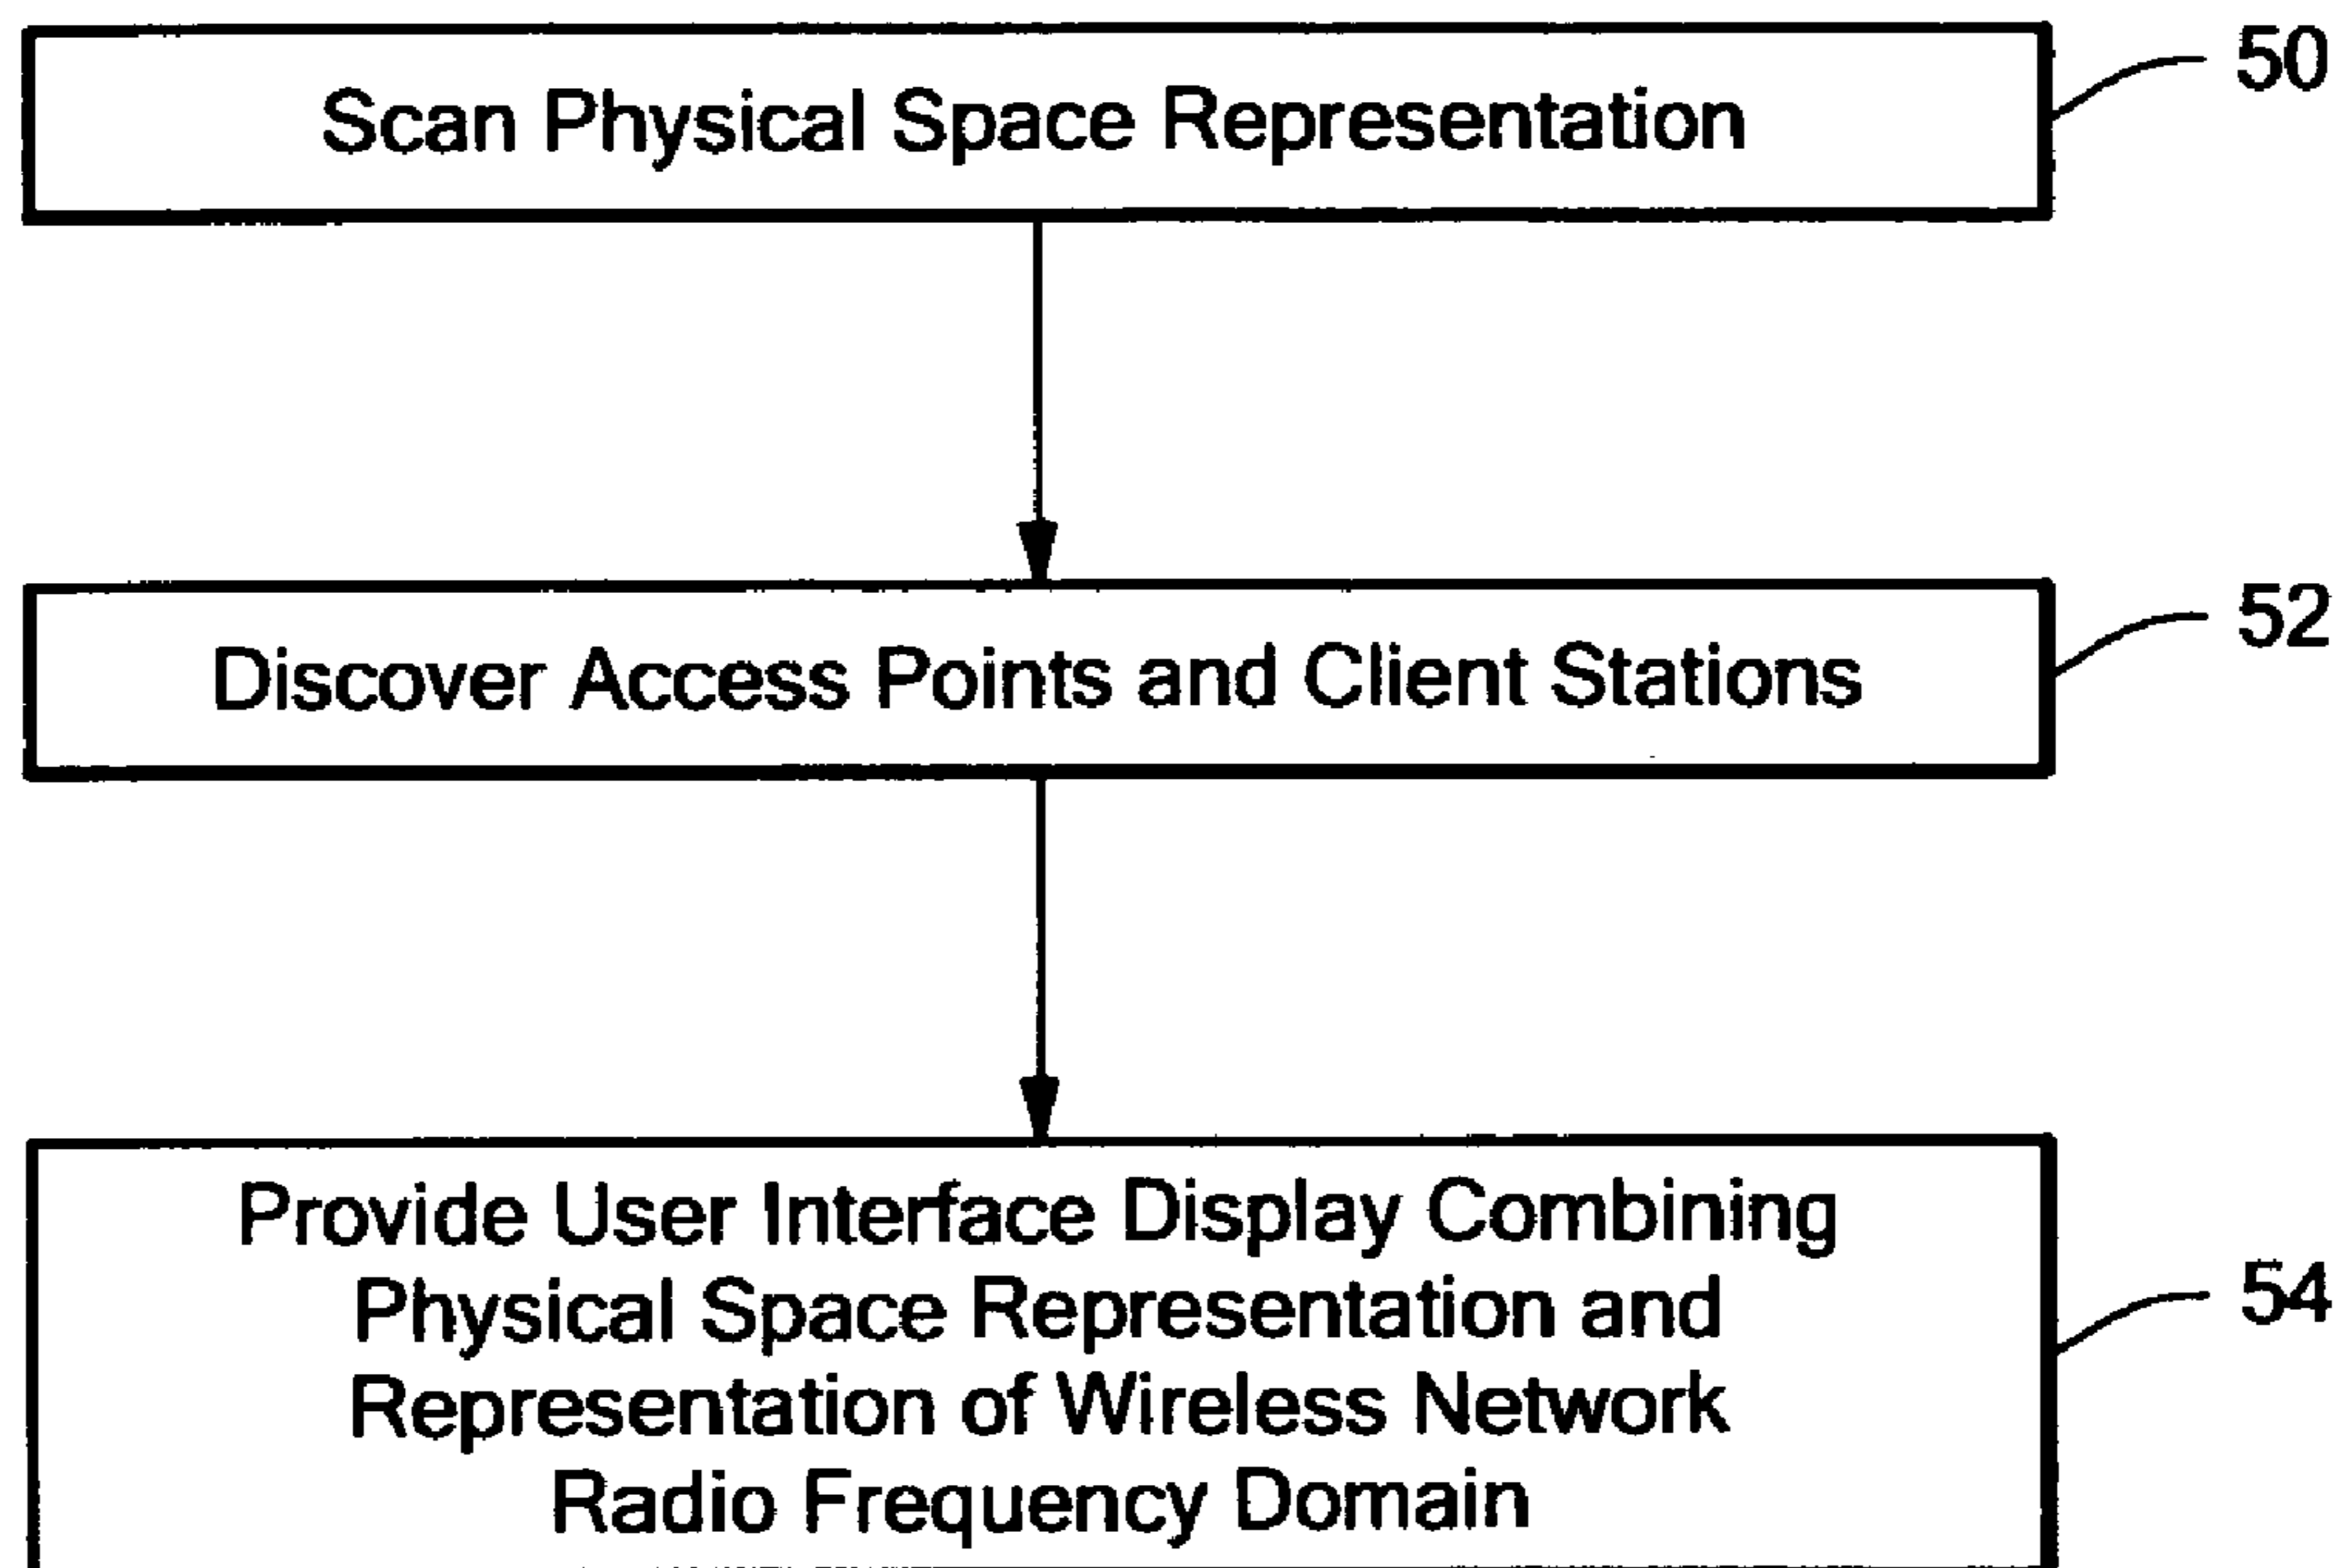 Scan Physical Space Representation
50
Discover Access Points and Client Stations
52
Provide User Interface Display Combining
Physical Space Representation and
Representation of Wireless Network
Radio Frequency Domain
54